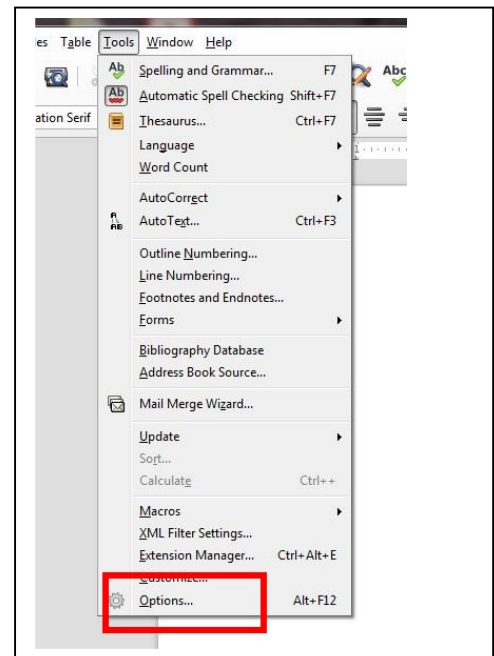 es Table Tools Window Help
Abc
ation Serif
Spelling and Grammar... F7
Automatic Spell Checking Shift+F7
Thesaurus... Ctrl+F7
Language
Word Count
AutoCorrect
AutoText... Ctrl+F3
Outline Numbering...
Line Numbering...
Footnotes and Endnotes...
Forms
Bibliography Database
Address Book Source...
Mail Merge Wizard...
Update
Sort...
Calculate Ctrl++
Macros
XML Filter Settings...
Extension Manager... Ctrl+Alt+E
Customize...
Options... Alt+F12